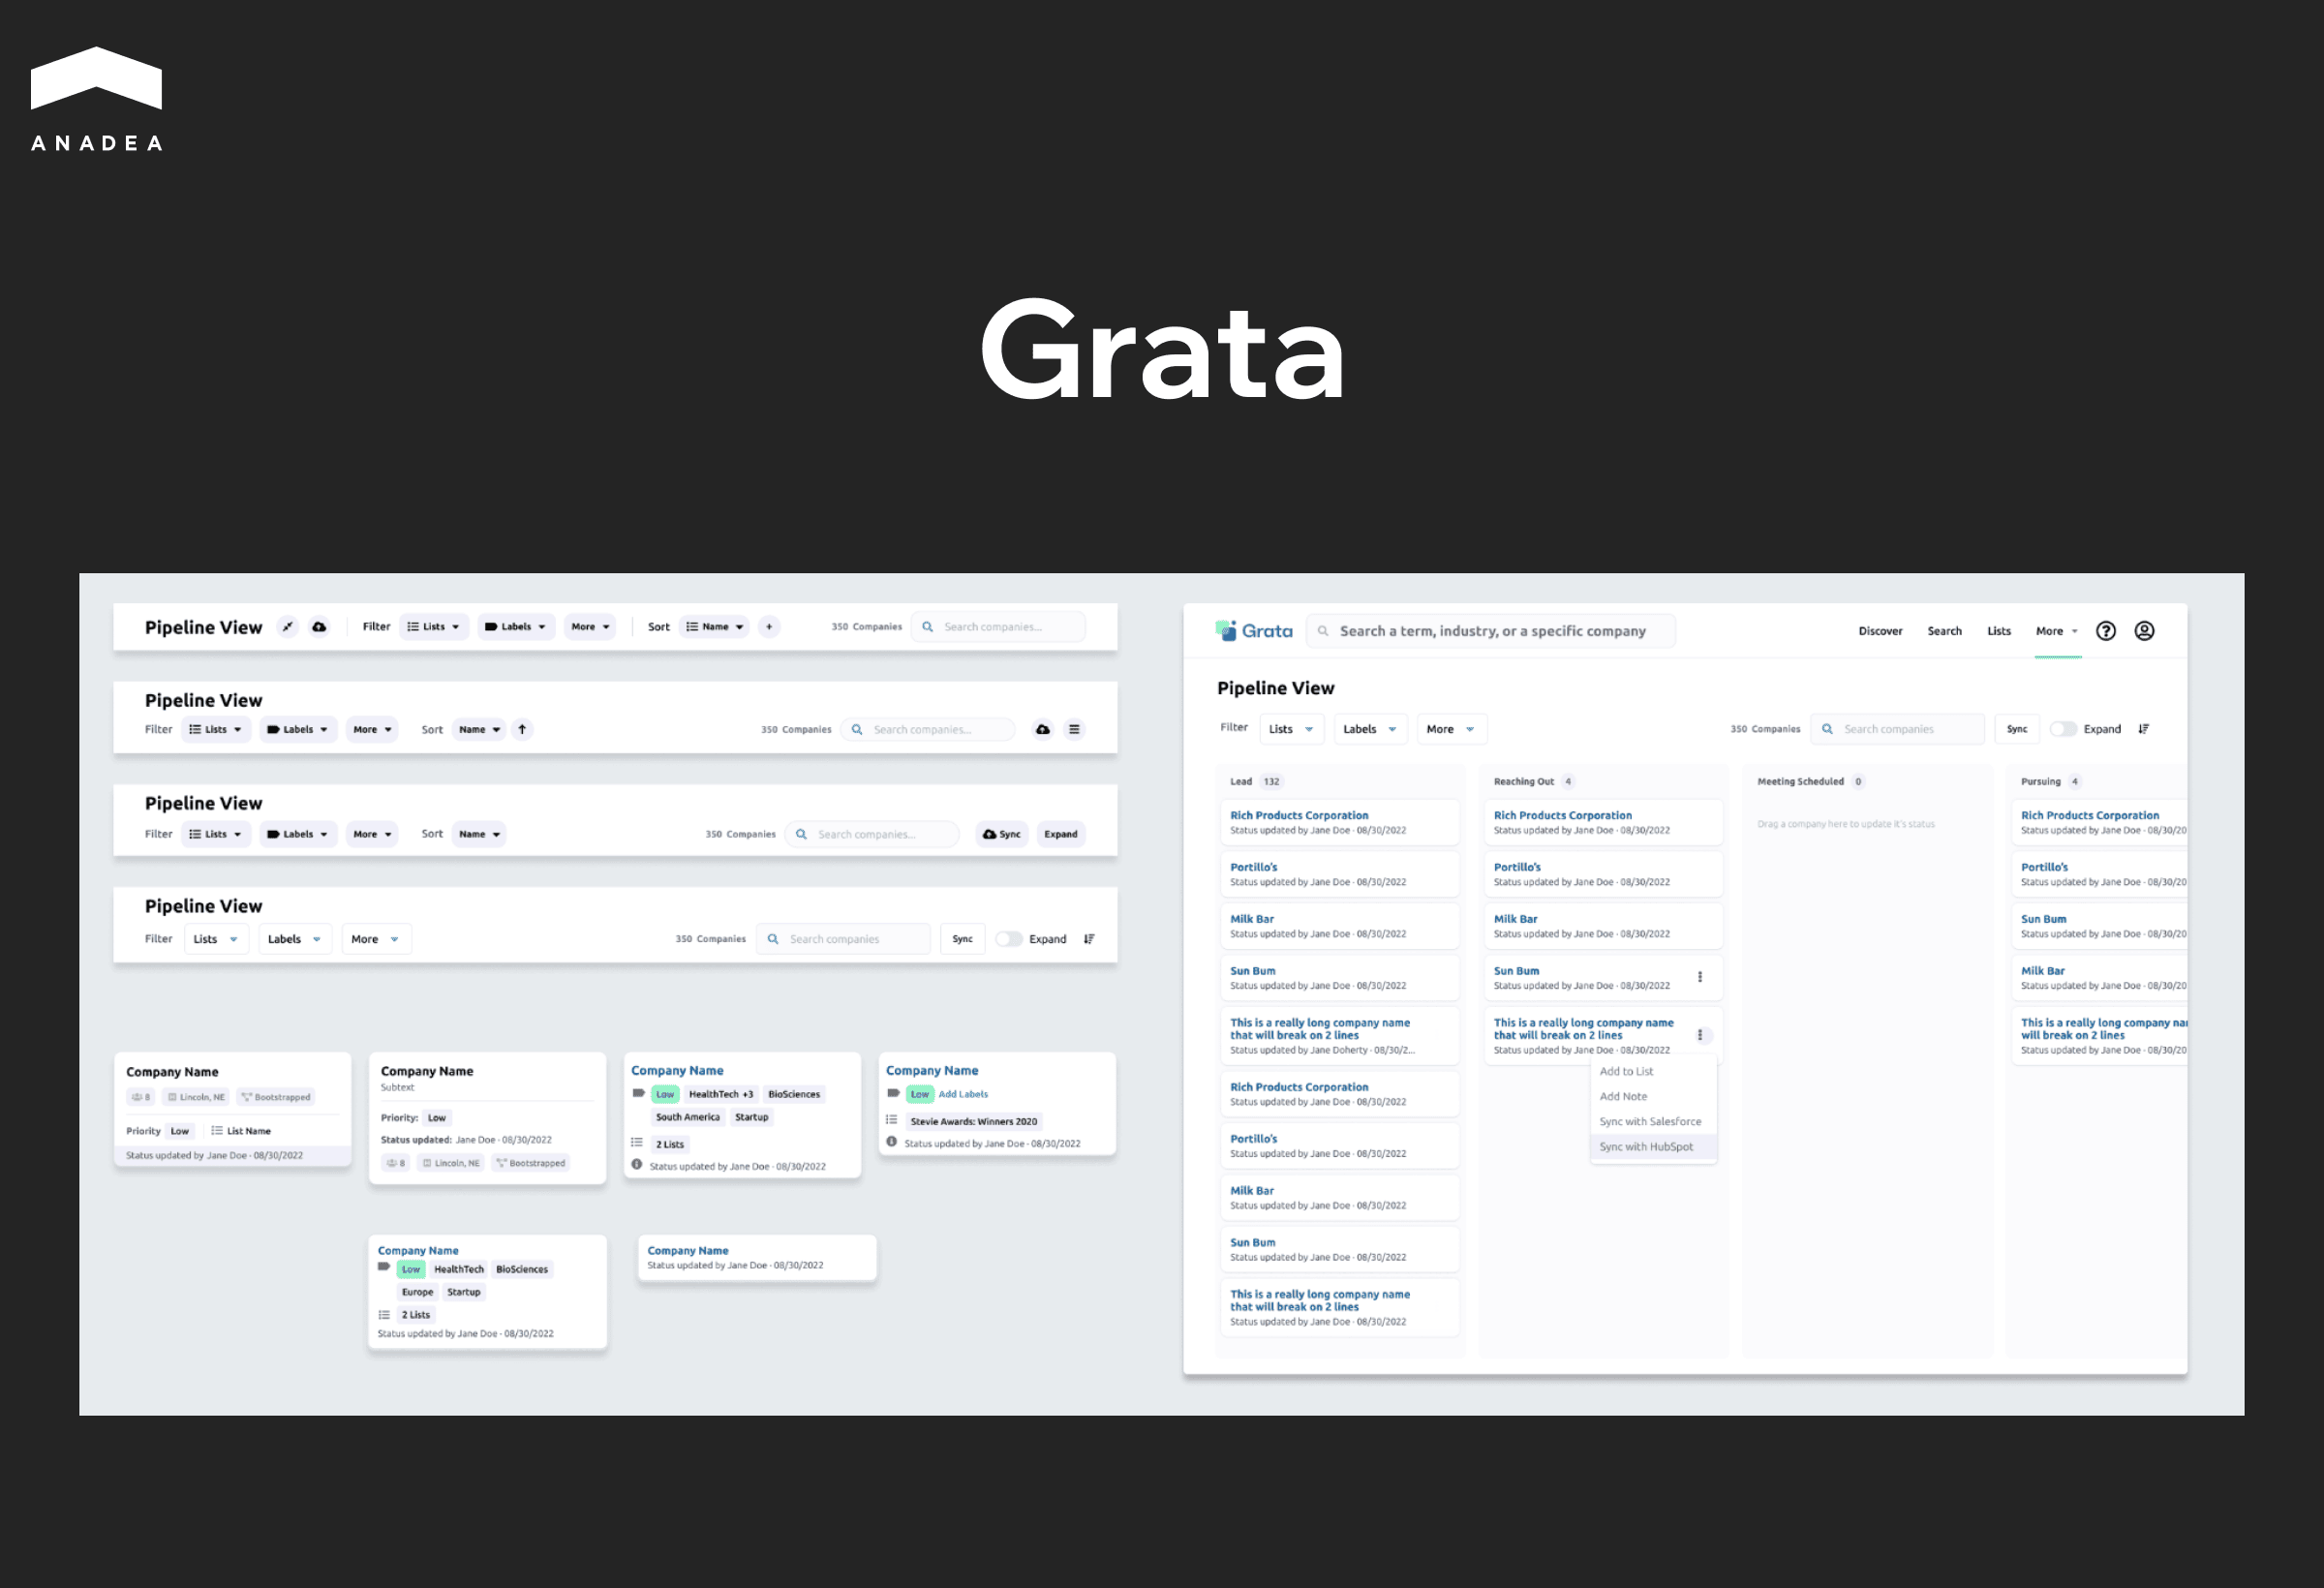 ANADEA
Grata
Pipeline View Filter Lists Labels More Sort Name + 350 Companies Search companies...
Pipeline View
Filter Lists Labels More Sort Name 350 Companies Search companies...
Pipeline View
Filter Lists Labels More Sort Name 350 Companies Search companies... Sync Expand
Pipeline View
Filter Lists Labels More 350 Companies Search companies Sync Expand
Company Name
8 Lincoln, NE Bootstrapped
Priority Low List Name
Status updated by Jane Doe - 08/30/2022
Company Name
Subtext
Priority: Low
Status updated: Jane Doe - 08/30/2022
8 Lincoln, NE Bootstrapped
Company Name
Low HealthTech +3 BioSciences
South America Startup
2 Lists
Status updated by Jane Doe - 08/30/2022
Company Name
Low Add Labels
Stevie Awards: Winners 2020
Status updated by Jane Doe - 08/30/2022
Company Name
Low HealthTech BioSciences
Europe Startup
2 Lists
Status updated by Jane Doe - 08/30/2022
Company Name
Status updated by Jane Doe - 08/30/2022
Grata Search a term, industry, or a specific company Discover Search Lists More ?
Pipeline View
Filter Lists Labels More 350 Companies Search companies Sync Expand
Lead 132
Rich Products Corporation
Status updated by Jane Doe - 08/30/2022
Portillo's
Status updated by Jane Doe - 08/30/2022
Milk Bar
Status updated by Jane Doe - 08/30/2022
Sun Bum
Status updated by Jane Doe - 08/30/2022
This is a really long company name
that will break on 2 lines
Status updated by Jane Doherty - 08/30/2...
Rich Products Corporation
Status updated by Jane Doe - 08/30/2022
Portillo's
Status updated by Jane Doe - 08/30/2022
Milk Bar
Status updated by Jane Doe - 08/30/2022
Sun Bum
Status updated by Jane Doe - 08/30/2022
This is a really long company name
that will break on 2 lines
Status updated by Jane Doe - 08/30/2022
Reaching Out 4
Rich Products Corporation
Status updated by Jane Doe - 08/30/2022
Portillo's
Status updated by Jane Doe - 08/30/2022
Milk Bar
Status updated by Jane Doe - 08/30/2022
Sun Bum
Status updated by Jane Doe - 08/30/2022
This is a really long company name
that will break on 2 lines
Status updated by Jane Doe - 08/30/2022
Add to List
Add Note
Sync with Salesforce
Sync with HubSpot
Meeting Scheduled 0
Drag a company here to update it's status
Pursuing 4
Rich Products Corporation
Status updated by Jane Doe - 08/30/20
Portillo's
Status updated by Jane Doe - 08/30/20
Sun Bum
Status updated by Jane Doe - 08/30/20
Milk Bar
Status updated by Jane Doe - 08/30/20
This is a really long company na
will break on 2 lines
Status updated by Jane Doe - 08/30/20